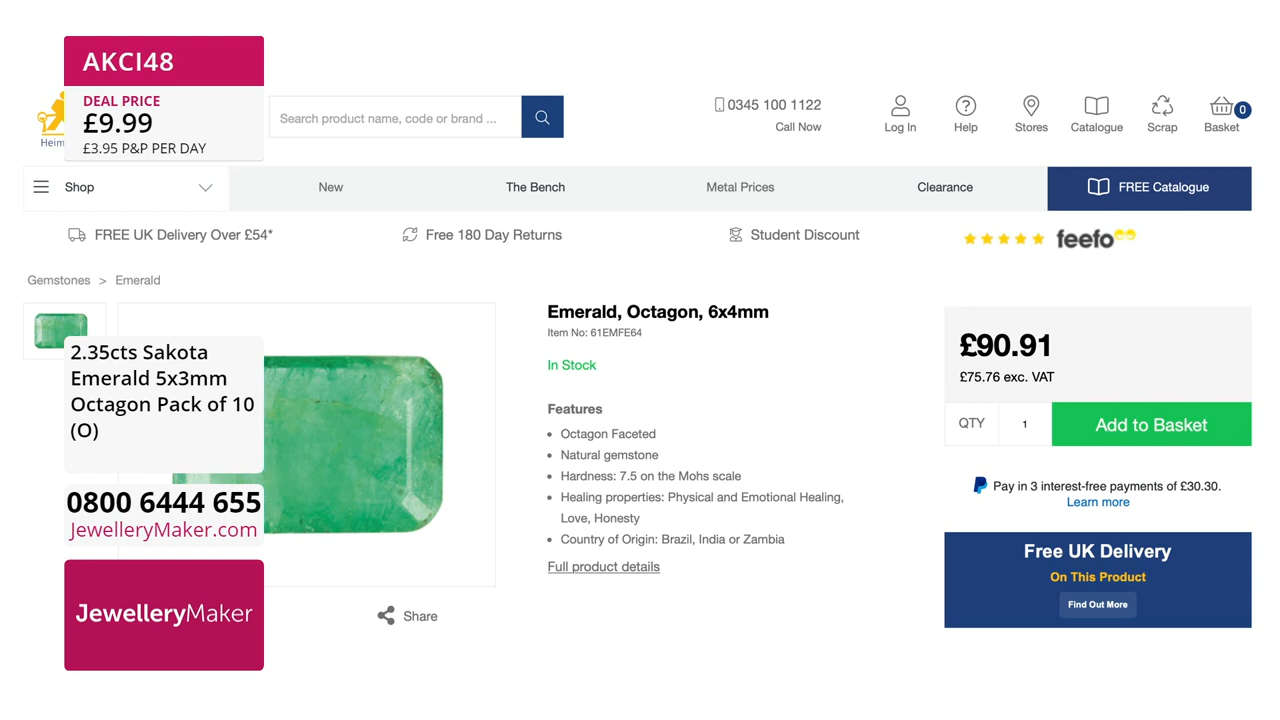 AKCI48
DEAL PRICE
£9.99
£3.95 P&P PER DAY
Heim
Search product name, code or brand ...
0345 100 1122
Call Now
Log In
Help
Stores
Catalogue
Scrap
Basket
0
Shop
New
The Bench
Metal Prices
Clearance
FREE Catalogue
FREE UK Delivery Over £54*
Free 180 Day Returns
Student Discount
feefo
Gemstones > Emerald
2.35cts Sakota
Emerald 5x3mm
Octagon Pack of 10
(O)
0800 6444 655
JewelleryMaker.com
JewelleryMaker
Share
Emerald, Octagon, 6x4mm
Item No: 61EMFE64
In Stock
Features
• Octagon Faceted
• Natural gemstone
• Hardness: 7.5 on the Mohs scale
• Healing properties: Physical and Emotional Healing,
Love, Honesty
• Country of Origin: Brazil, India or Zambia
Full product details
£90.91
£75.76 exc. VAT
QTY
1
Add to Basket
Pay in 3 interest-free payments of £30.30.
Learn more
Free UK Delivery
On This Product
Find Out More